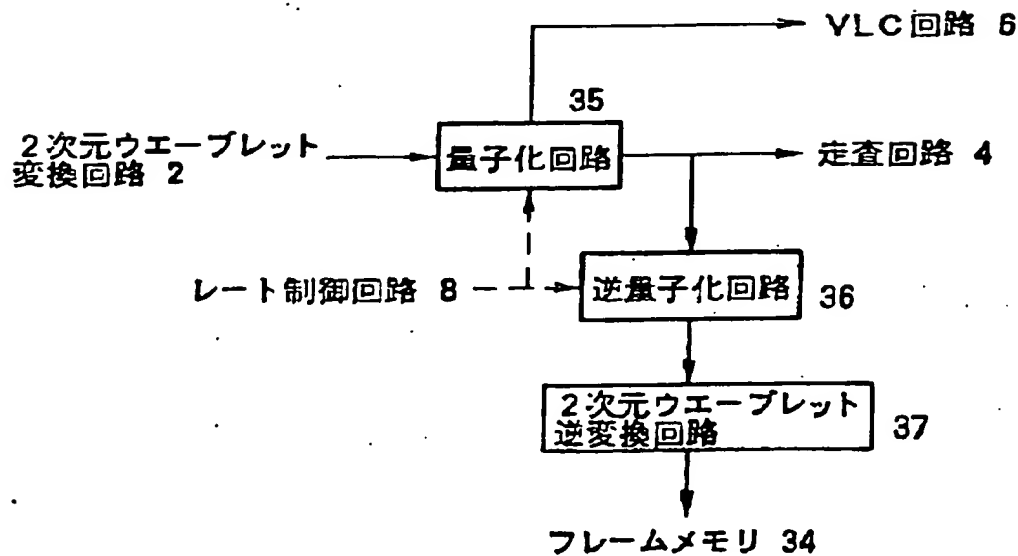 VLC回路 6
35
2次元ウエーブレット
変換回路 2
量子化回路
走査回路 4
レート制御回路 8
逆量子化回路
36
2次元ウエーブレット
逆変換回路
37
フレームメモリ 34